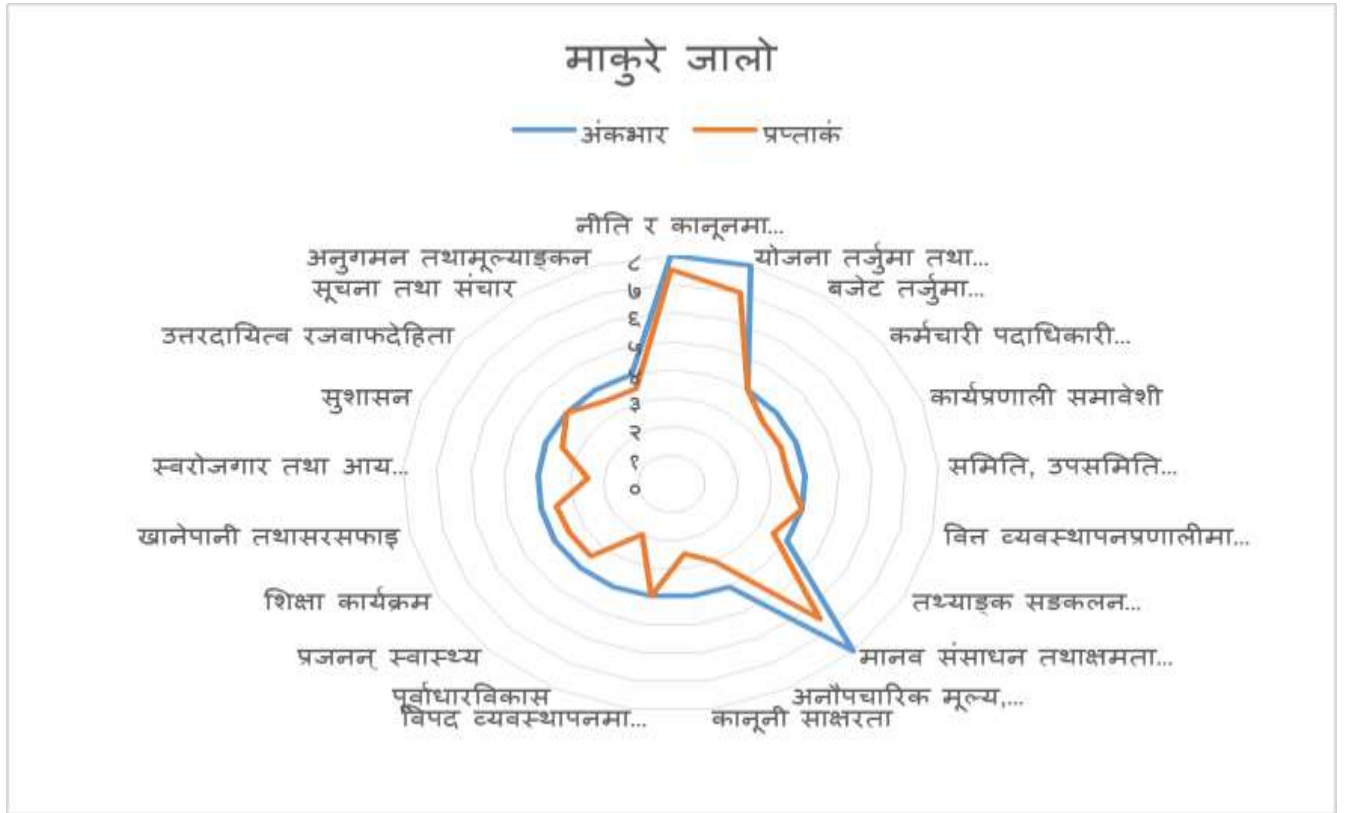 माकुरे जालो
अंकभार
प्रप्ताकं
नीति र कानूनमा...
योजना तर्जुमा तथा...
बजेट तर्जुमा...
कर्मचारी पदाधिकारी...
कार्यप्रणाली समावेशी
समिति, उपसमिति...
वित्त व्यवस्थापनप्रणालीमा...
तथ्याङ्क सङकलन...
मानव संसाधन तथाक्षमता...
अनौपचारिक मूल्य,...
कानूनी साक्षरता
विपद व्यवस्थापनमा...
पूर्वाधारविकास
प्रजनन् स्वास्थ्य
शिक्षा कार्यक्रम
खानेपानी तथासरसफाइ
स्वरोजगार तथा आय...
सुशासन
उत्तरदायित्व रजवाफदेहिता
सूचना तथा संचार
अनुगमन तथामूल्याङ्कन
८
७
६
५
४
३
२
१
०